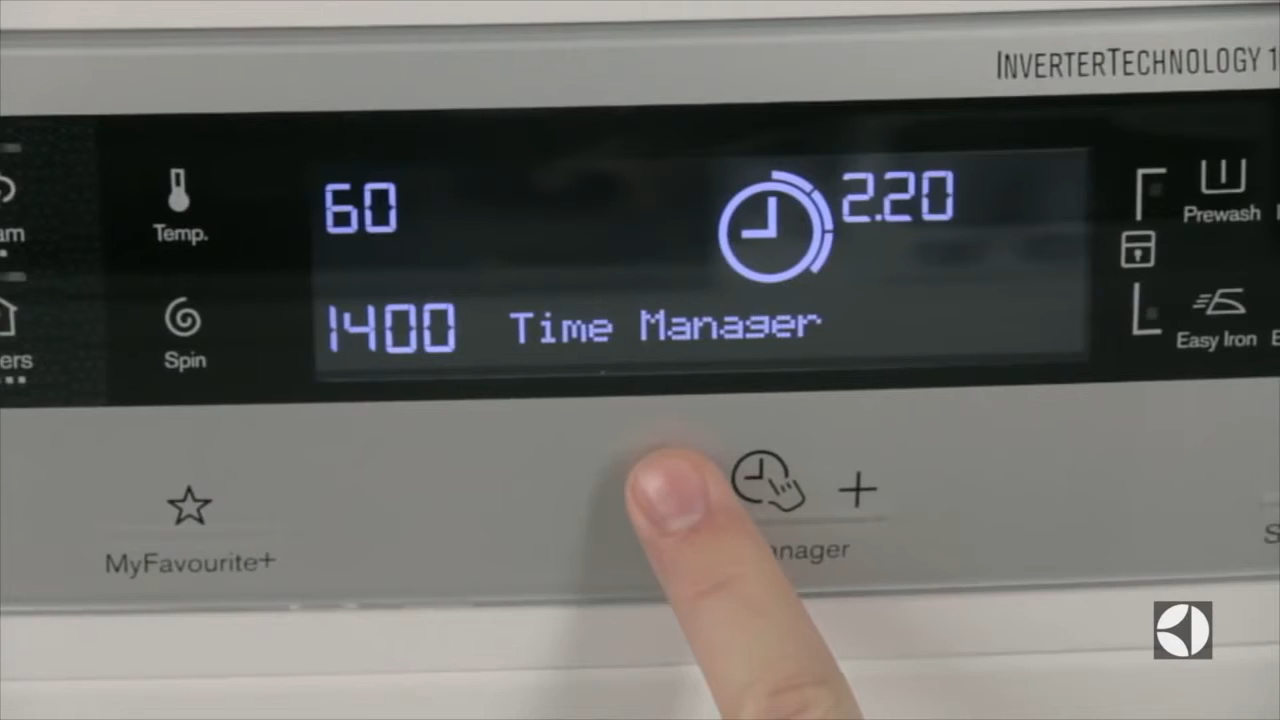 INVERTERTECHNOLOGY
60
2.20
Temp.
Prewash
1400
Time Manager
Spin
Easy Iron
MyFavourite+
+